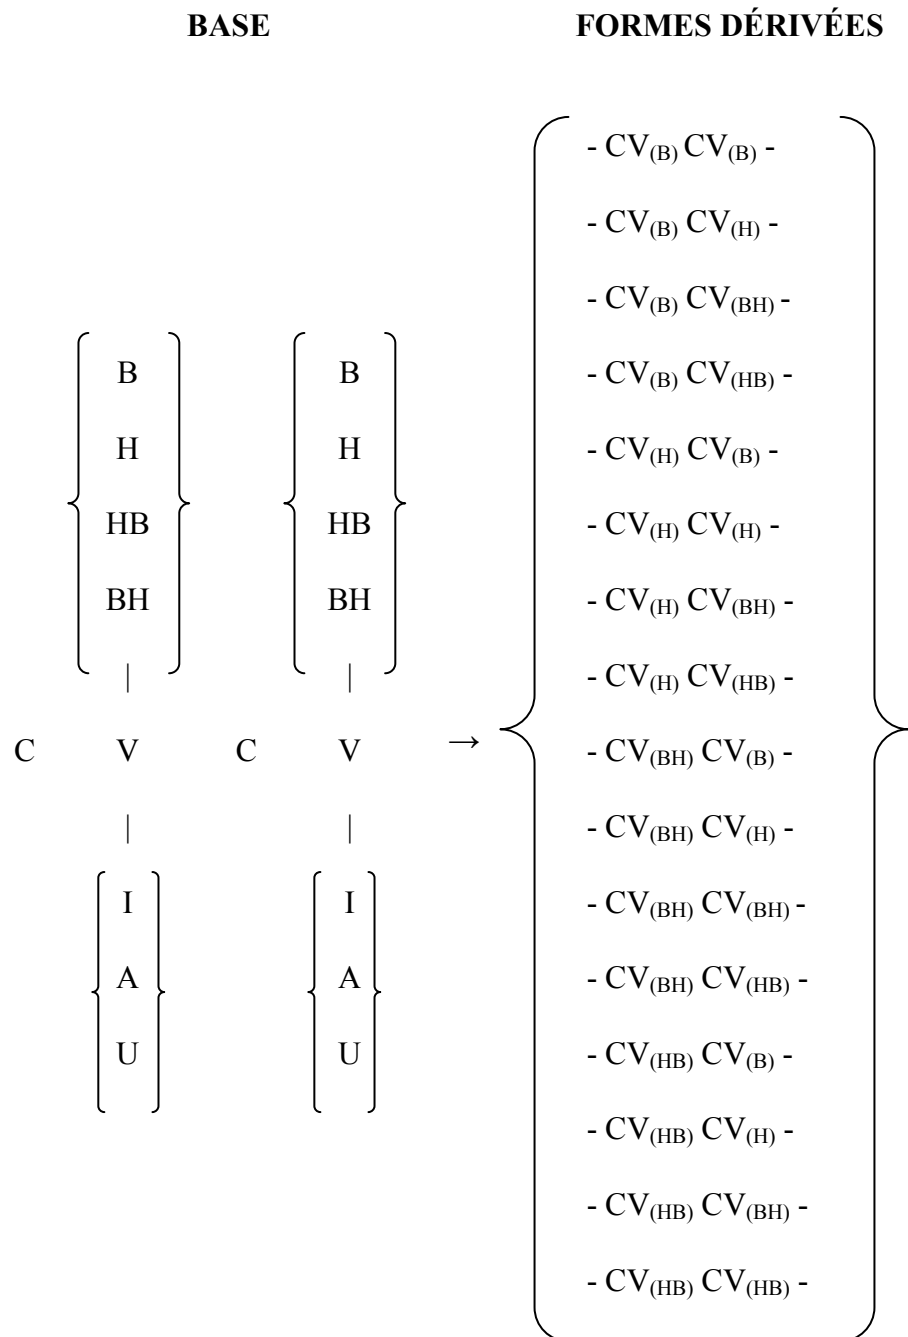 BASE FORMES DÉRIVÉES
- CV(B) CV(B) -
- CV(B) CV(H) -
- CV(B) CV(BH) -
B B - CV(B) CV(HB) -
H H - CV(H) CV(B) -
HB HB - CV(H) CV(H) -
BH BH - CV(H) CV(BH) -
| | - CV(H) CV(HB) -
C V C V → - CV(BH) CV(B) -
| | - CV(BH) CV(H) -
I I - CV(BH) CV(BH) -
A A - CV(BH) CV(HB) -
U U - CV(HB) CV(B) -
- CV(HB) CV(H) -
- CV(HB) CV(BH) -
- CV(HB) CV(HB) -